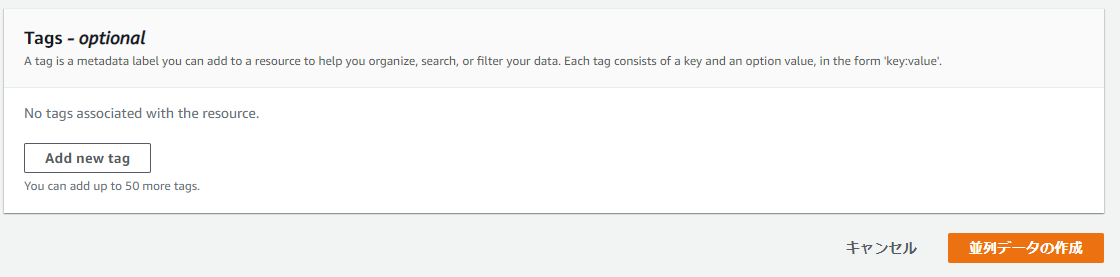 Tags - optional
A tag is a metadata label you can add to a resource to help you organize, search, or filter your data. Each tag consists of a key and an option value, in the form 'key:value'.
No tags associated with the resource.
Add new tag
You can add up to 50 more tags.
キャンセル
並列データの作成